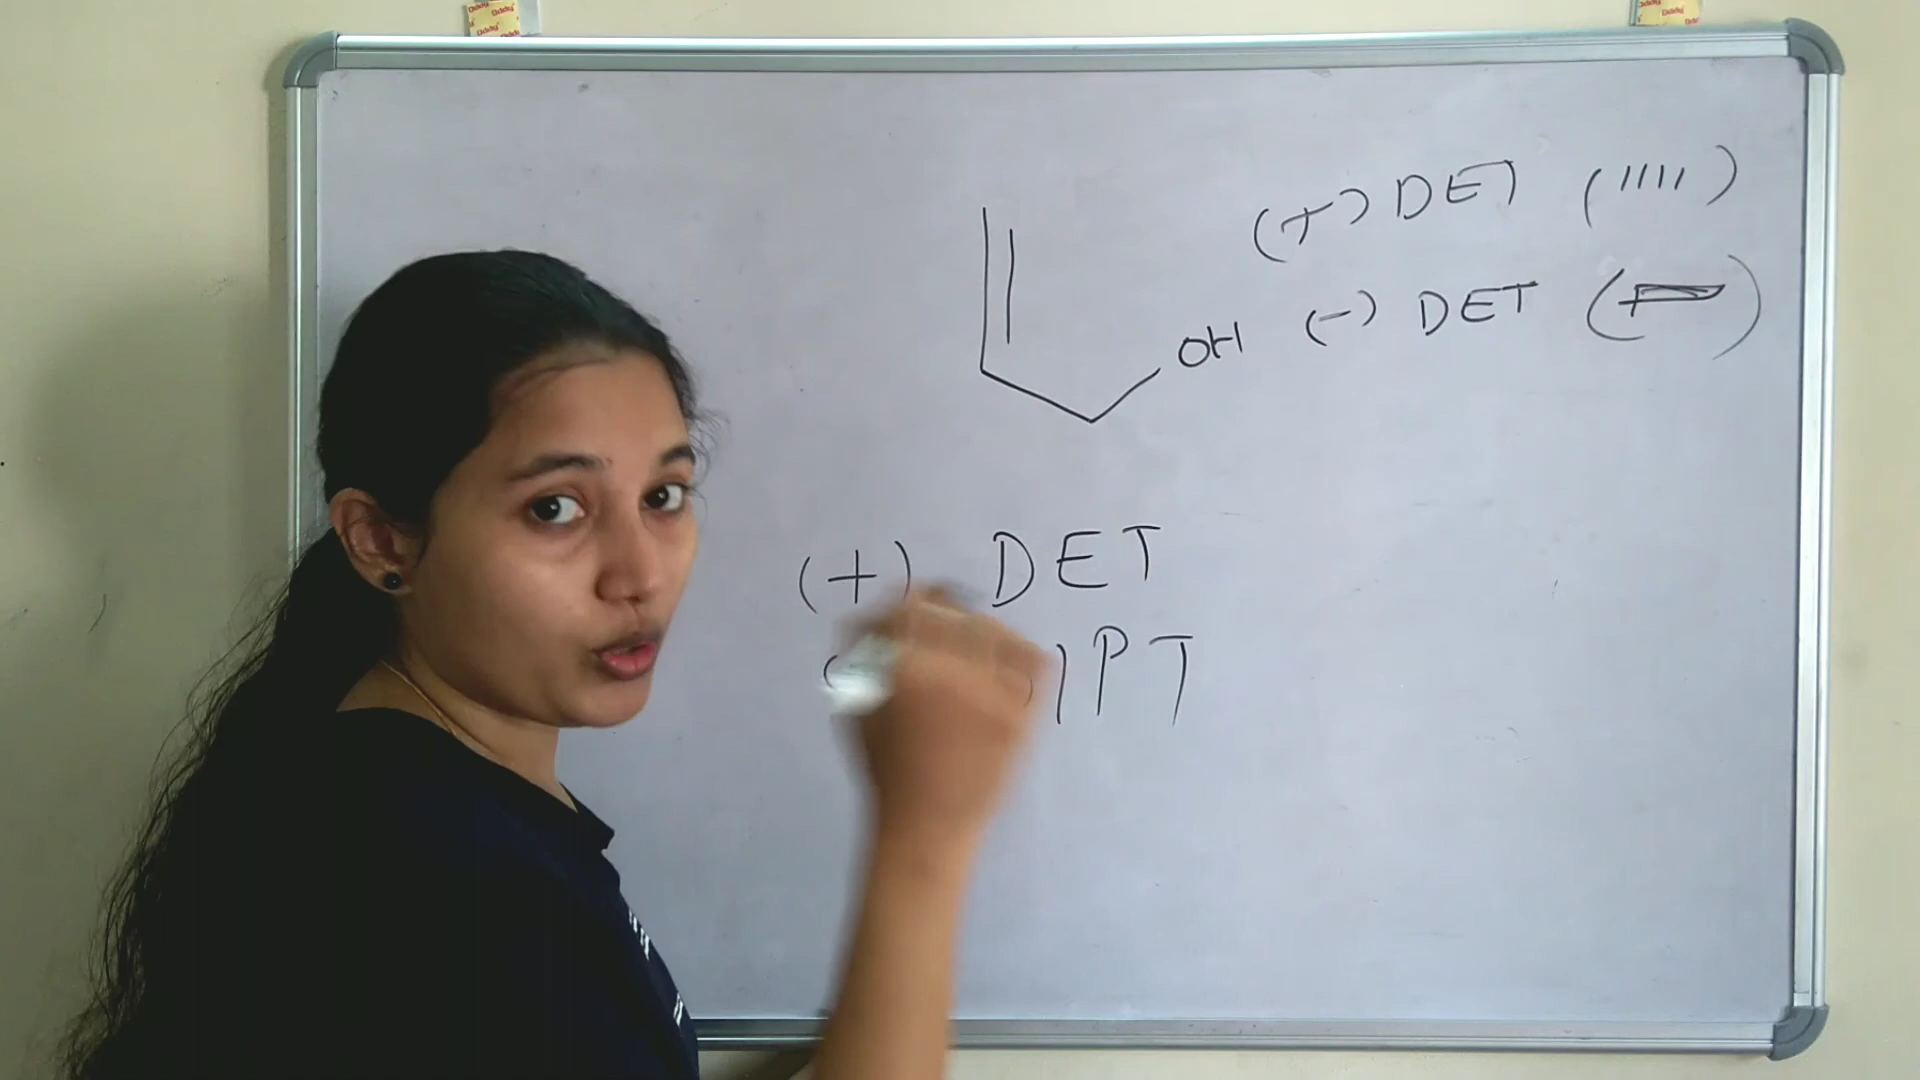 (+) DET (′′′′)
OH (-) DET
(+) DET
IPT